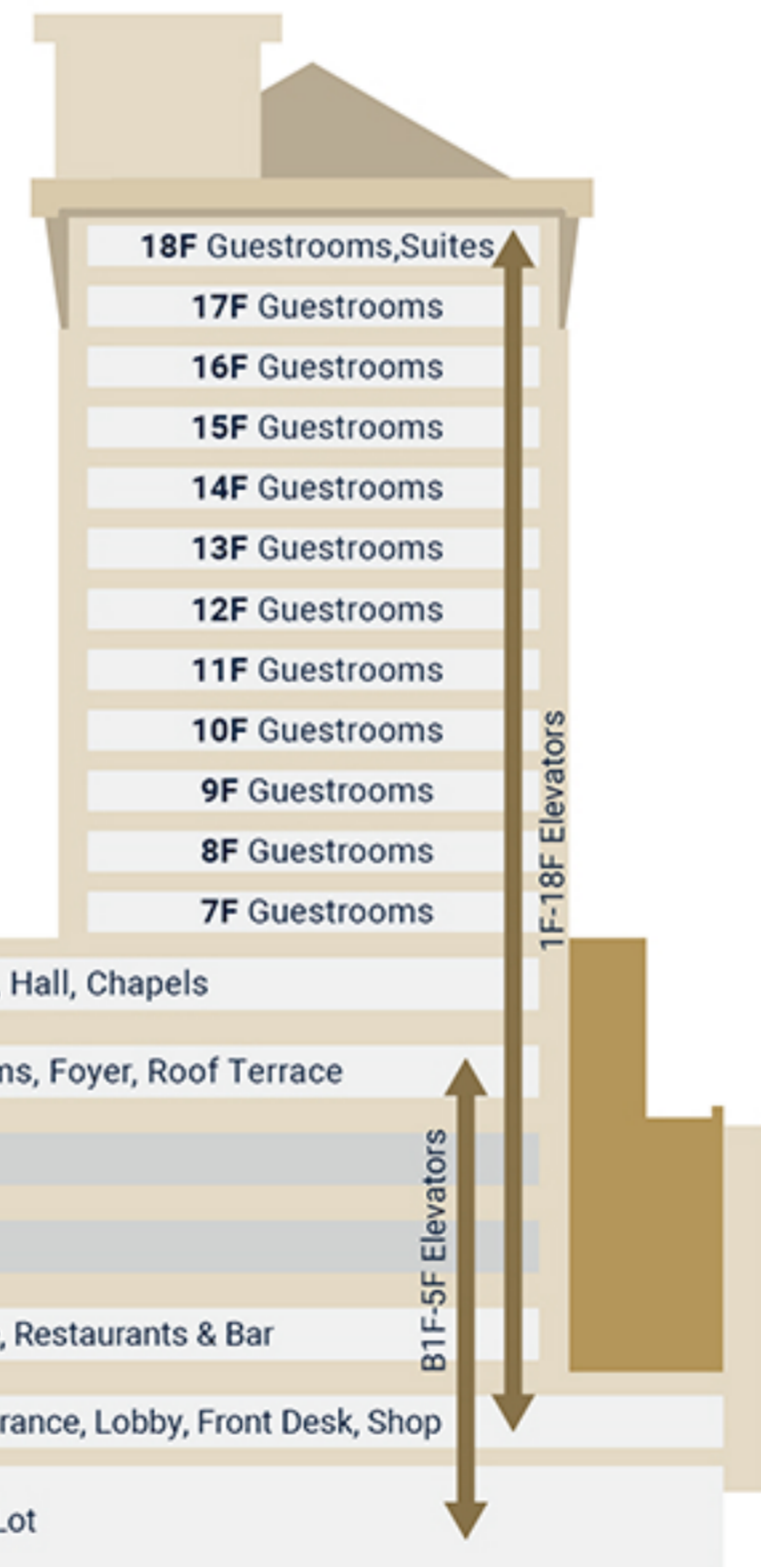 18F Guestrooms,Suites
17F Guestrooms
16F Guestrooms
15F Guestrooms
14F Guestrooms
13F Guestrooms
12F Guestrooms
11F Guestrooms
10F Guestrooms
9F Guestrooms
8F Guestrooms
7F Guestrooms
1F-18F Elevators
Hall, Chapels
ms, Foyer, Roof Terrace
B1F-5F Elevators
, Restaurants & Bar
rance, Lobby, Front Desk, Shop
Lot